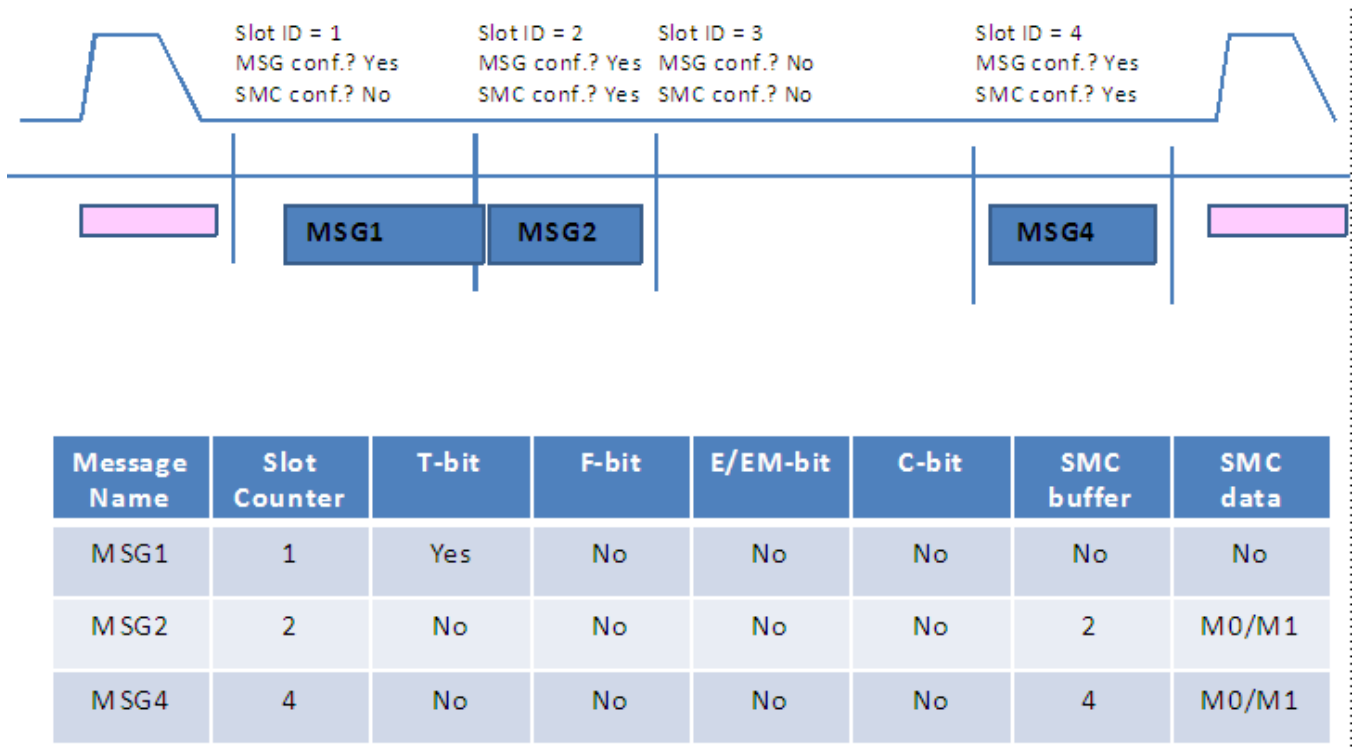 Slot ID = 1
MSG conf.? Yes
SMC conf.? No
Slot ID = 2
MSG conf.? Yes
SMC conf.? Yes
Slot ID = 3
MSG conf.? No
SMC conf.? No
Slot ID = 4
MSG conf.? Yes
SMC conf.? Yes
MSG1
MSG2
MSG4
Message Name Slot Counter T-bit F-bit E/EM-bit C-bit SMC buffer SMC data
MSG1 1 Yes No No No No No
MSG2 2 No No No No 2 M0/M1
MSG4 4 No No No No 4 M0/M1